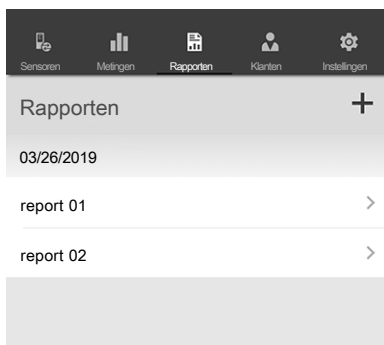 Sensoren Metingen Rapporten Klanten Instellingen
Rapporten +
03/26/2019
report 01
report 02